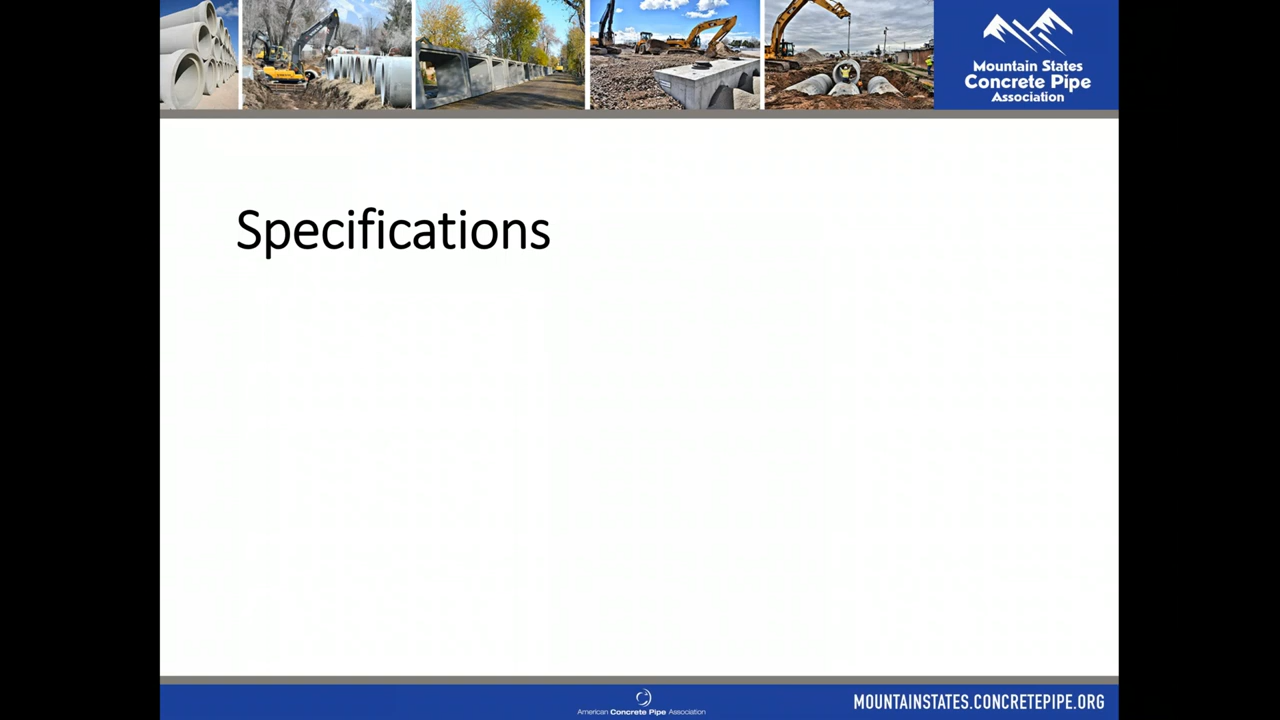 Mountain States
Concrete Pipe
Association
Specifications
American Concrete Pipe Association
MOUNTAINSTATES.CONCRETEPIPE.ORG